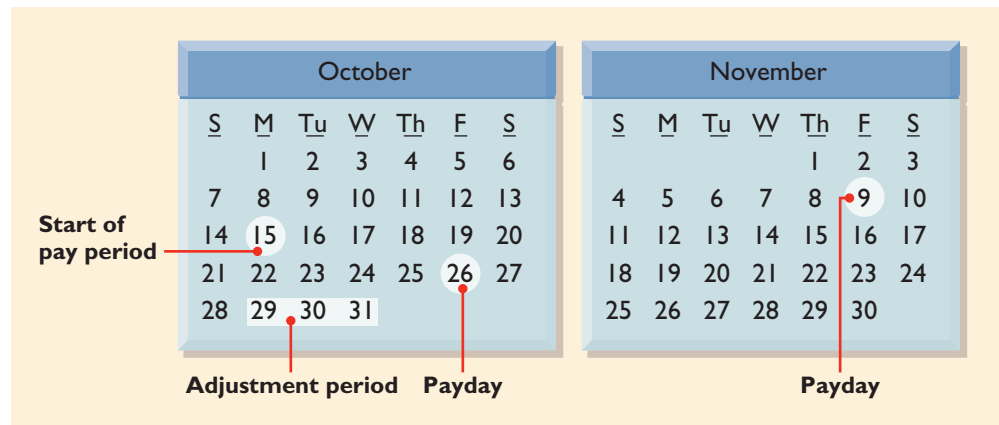 October
S M Tu W Th F S
1 2 3 4 5 6
7 8 9 10 11 12 13
14 15 16 17 18 19 20
21 22 23 24 25 26 27
28 29 30 31
November
S M Tu W Th F S
1 2 3
4 5 6 7 8 9 10
11 12 13 14 15 16 17
18 19 20 21 22 23 24
25 26 27 28 29 30
Start of
pay period
Adjustment period
Payday
Payday